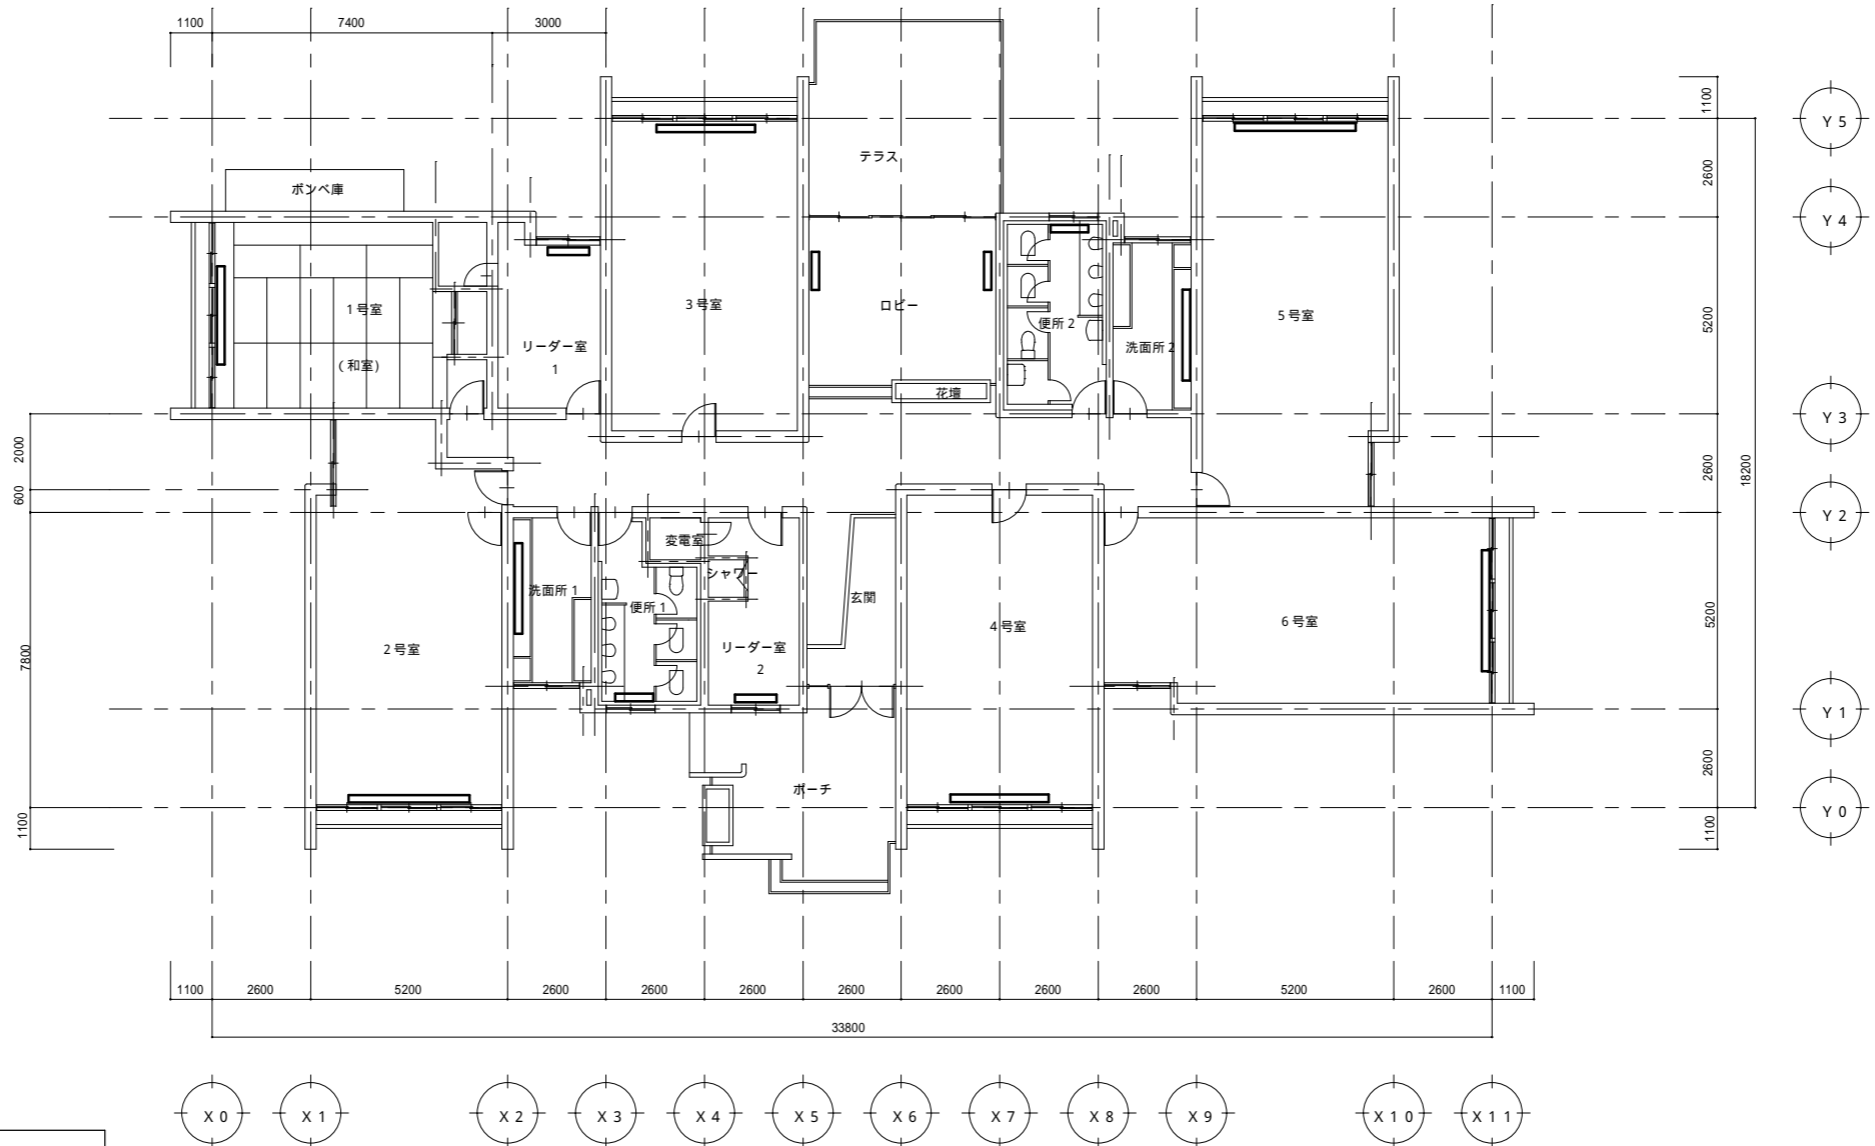 1100
7400
3000
1100
Y 5
テラス
2600
ボンベ庫
Y 4
1号室
3号室
ロビー
5号室
便所2
5200
リーダー室
1
洗面所2
(和室)
花壇
Y 3
2000
2600
18200
600
Y 2
変電室
シャワー
洗面所1
玄関
便所1
4号室
6号室
5200
2号室
リーダー室
2
7800
Y 1
2600
ポーチ
Y 0
1100
1100
1100
2600
5200
2600
2600
2600
2600
2600
2600
2600
5200
2600
1100
33800
X 0
X 1
X 2
X 3
X 4
X 5
X 6
X 7
X 8
X 9
X 1 0
X 1 1